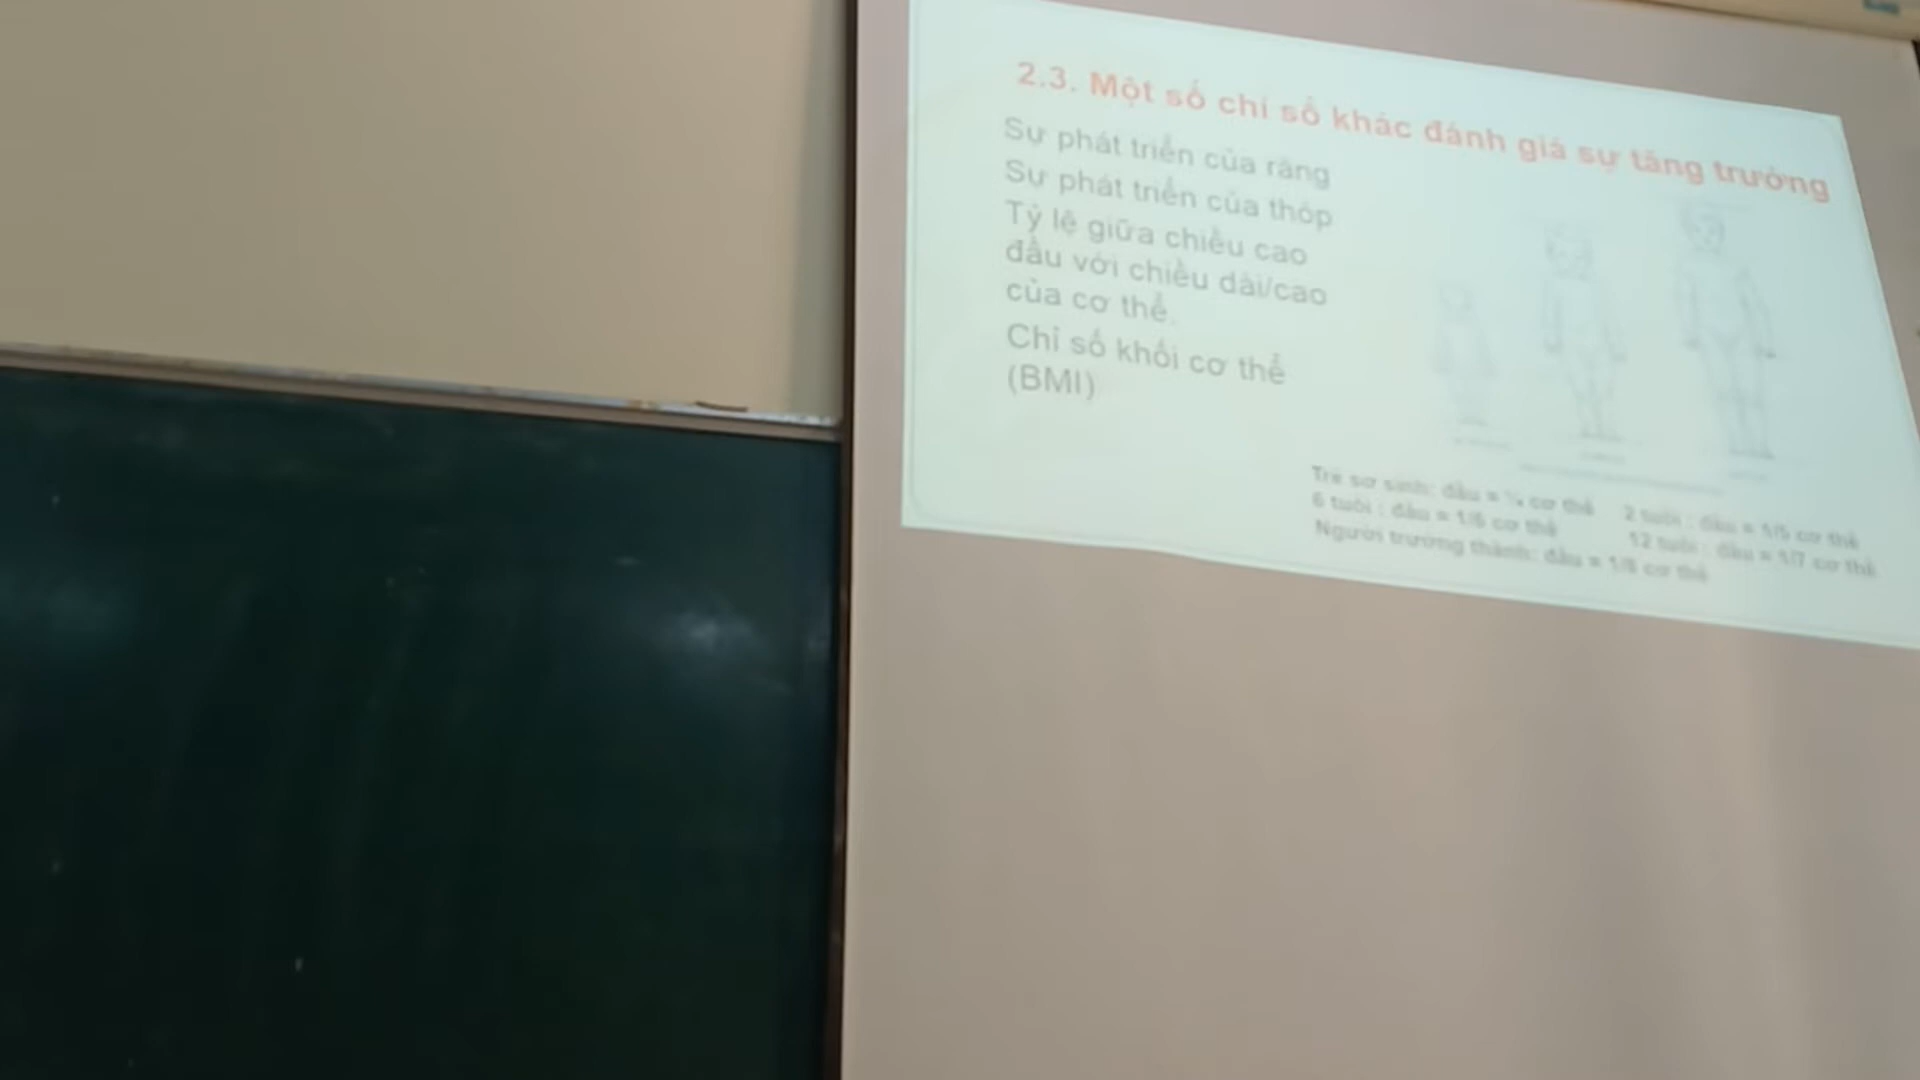 2.3. Một số chỉ số khác đánh giá sự tăng trưởng
Sự phát triển của răng
Sự phát triển của thóp
Tỷ lệ giữa chiều cao
đầu với chiều dài/cao
của cơ thể.
Chỉ số khối cơ thể
(BMI)
Trẻ sơ sinh: đầu = ¼ cơ thể 2 tuổi : đầu = 1/5 cơ thể
6 tuổi : đầu = 1/6 cơ thể 12 tuổi : đầu = 1/7 cơ thể
Người trưởng thành: đầu = 1/8 cơ thể